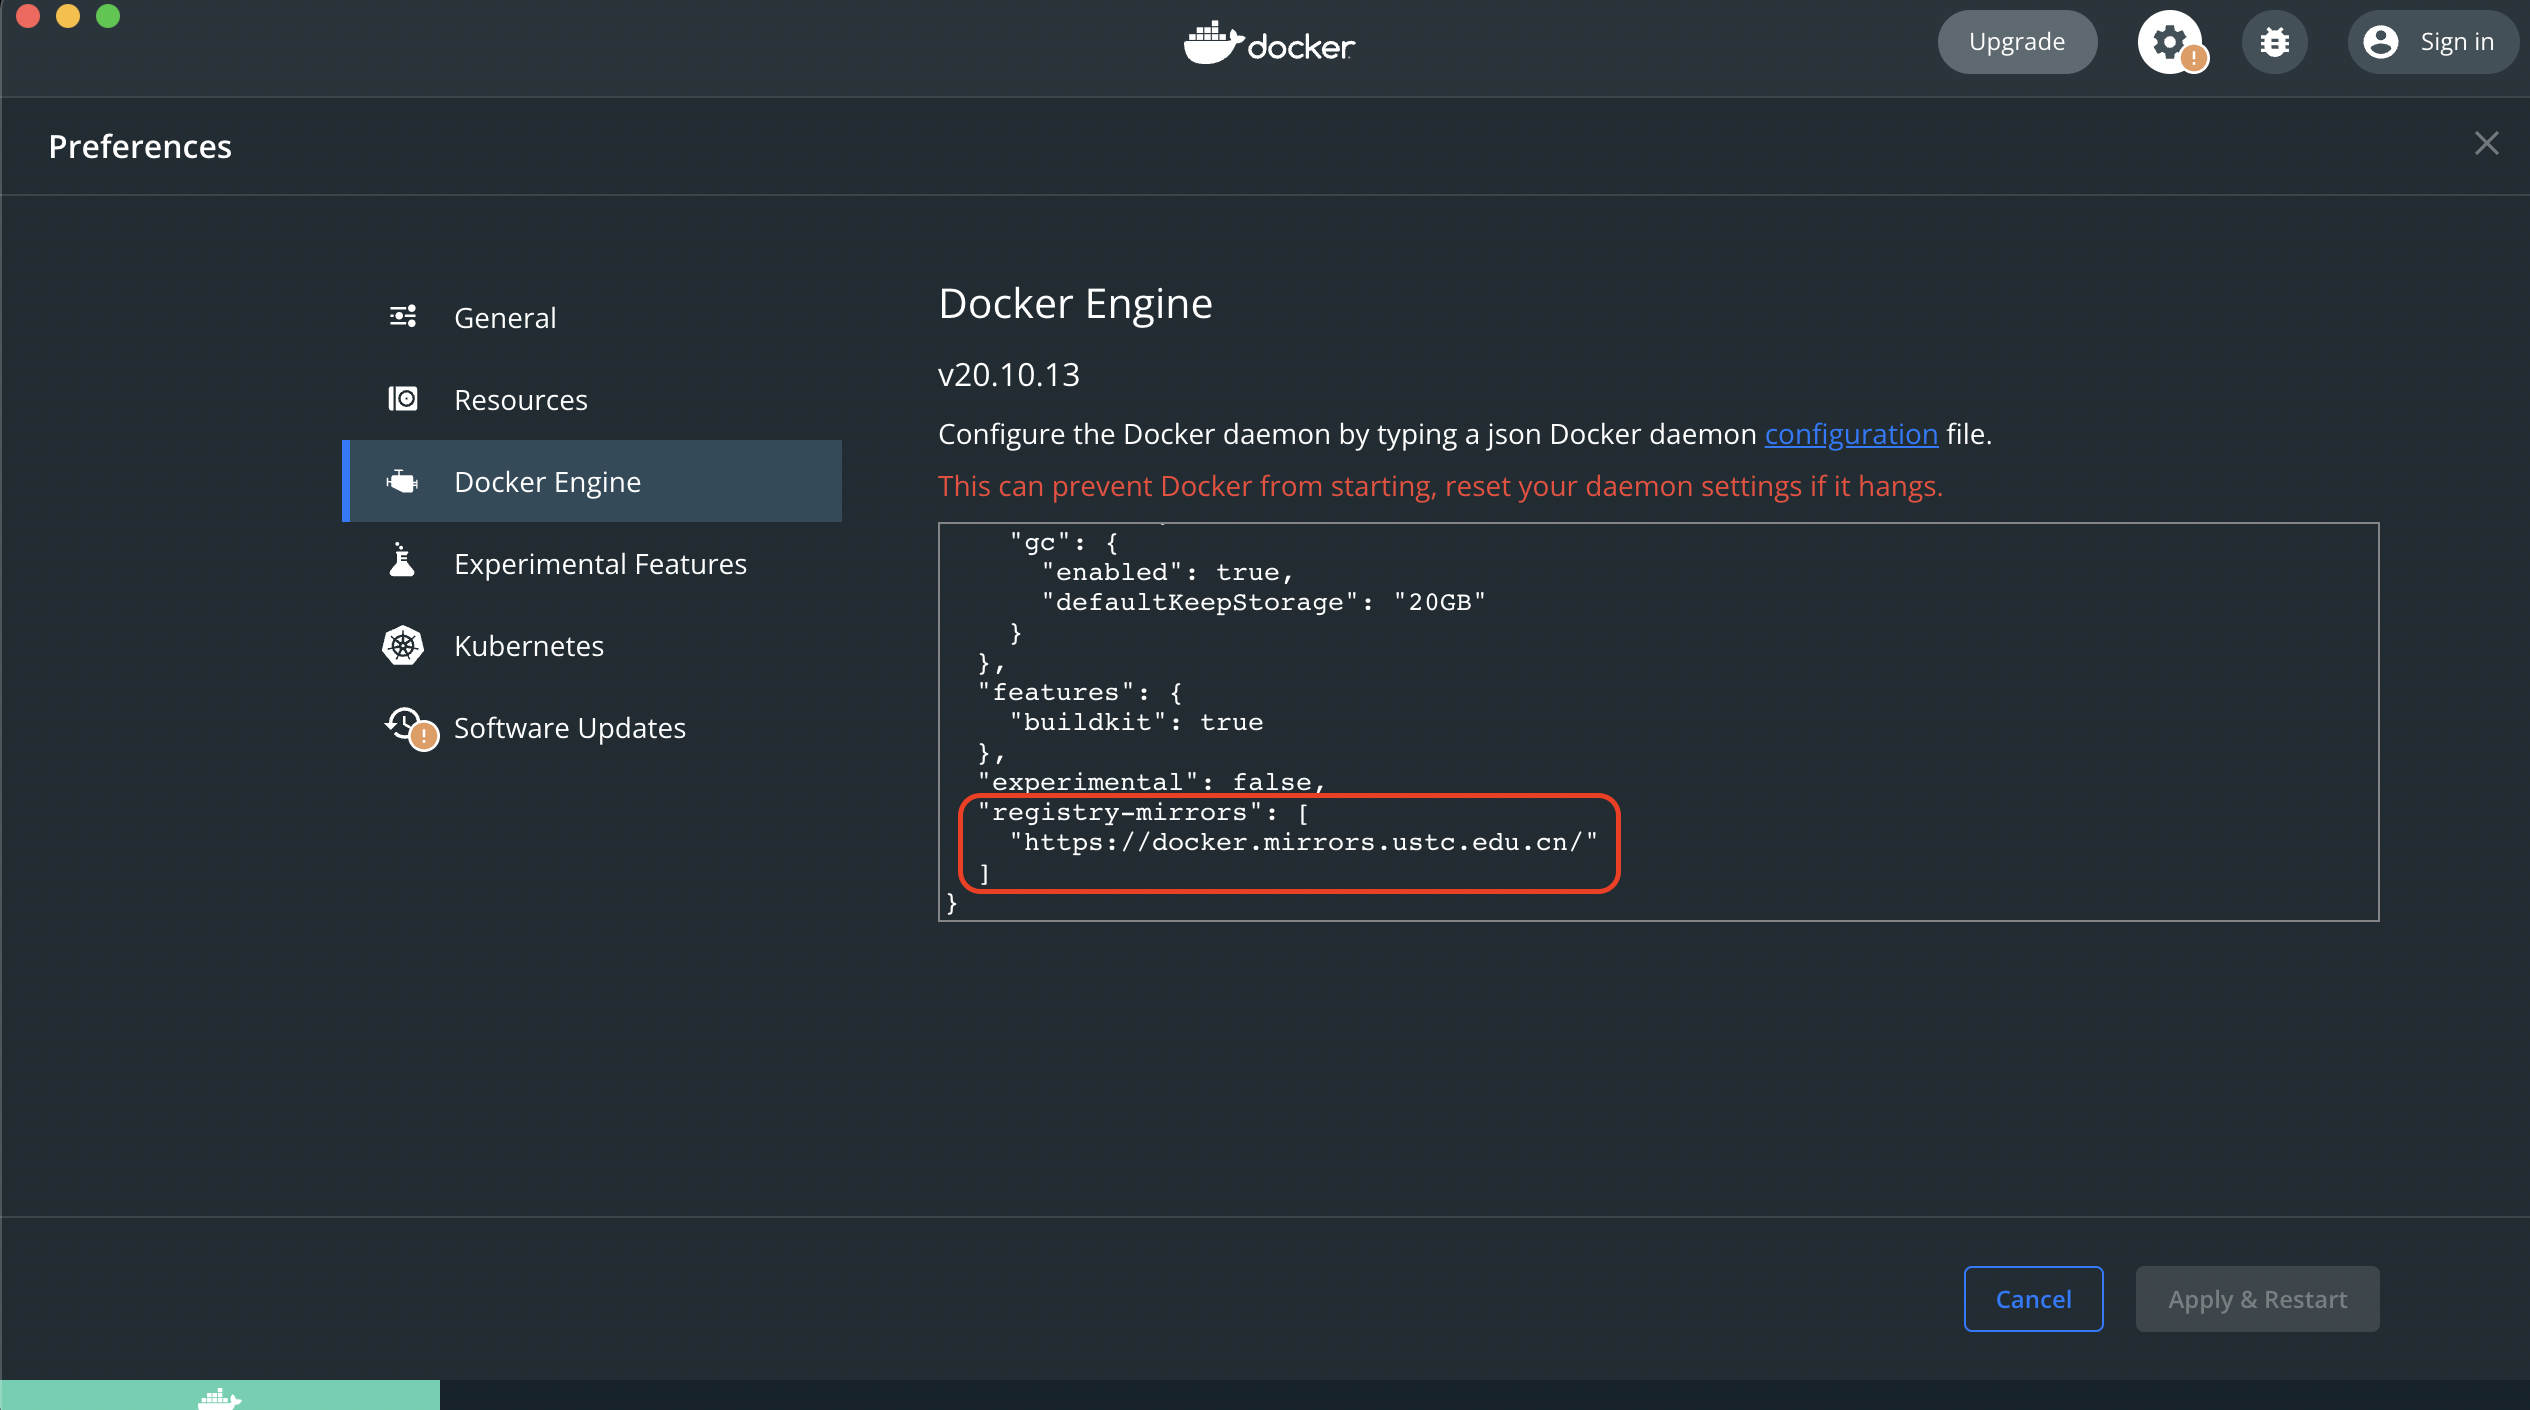 docker
Upgrade
Sign in
Preferences
General
Resources
Docker Engine
Experimental Features
Kubernetes
Software Updates
Docker Engine
v20.10.13
Configure the Docker daemon by typing a json Docker daemon configuration file.
This can prevent Docker from starting, reset your daemon settings if it hangs.
"gc": {
"enabled": true,
"defaultKeepStorage": "20GB"
}
},
"features": {
"buildkit": true
},
"experimental": false,
"registry-mirrors": [
"https://docker.mirrors.ustc.edu.cn/"
]
}
Cancel
Apply & Restart